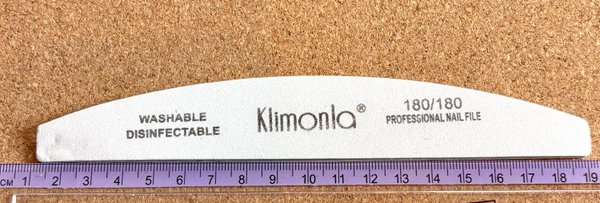 WASHABLE
DISINFECTABLE
Klimonla®
180/180
PROFESSIONAL NAIL FILE
CM 1 2 3 4 5 6 7 8 9 10 11 12 13 14 15 16 17 18 19